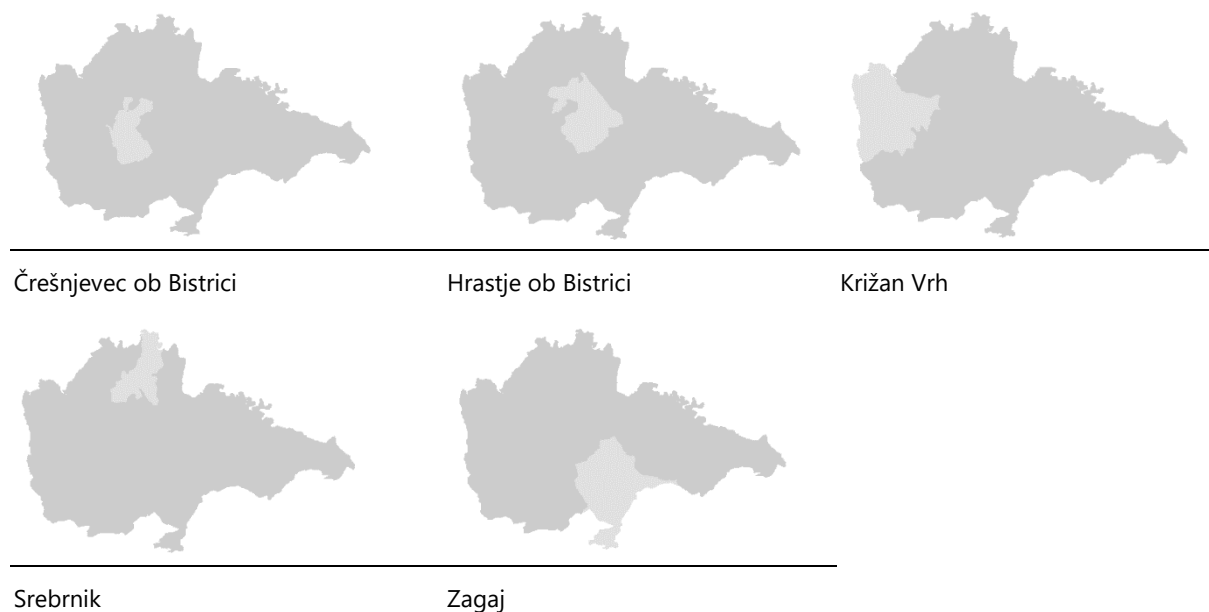 Črešnjevec ob Bistrici
Hrastje ob Bistrici
Križan Vrh
Srebrnik
Zagaj